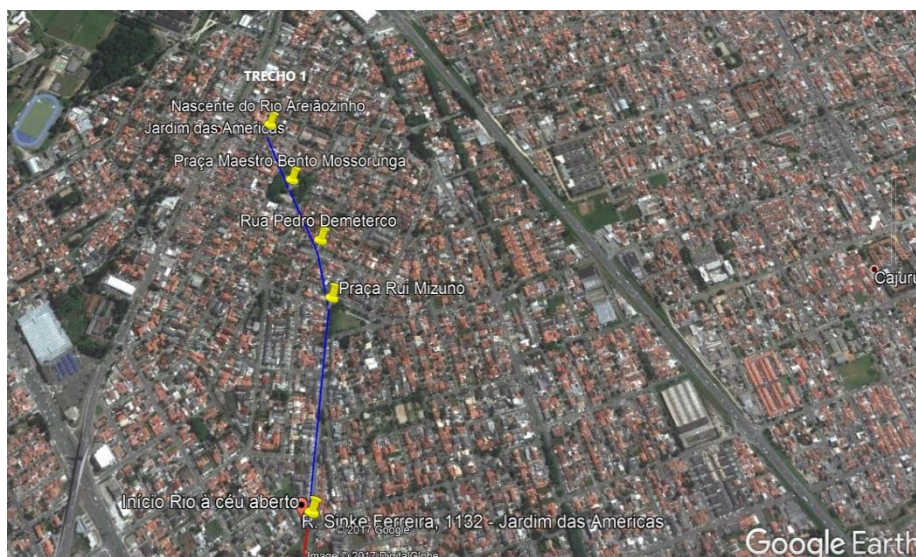 TRECHO 1
Nascente do Rio Areiãozinho
Jardim das Americas
Praça Maestro Bento Mossorunga
Rua Pedro Demeterco
Praça Rui Mizuno
Cajuru
Início Rio à céu aberto
R. Sinke Ferreira, 1132 - Jardim das Americas
© 2017 Google
Image © 2017 DigitalGlobe
Google Earth